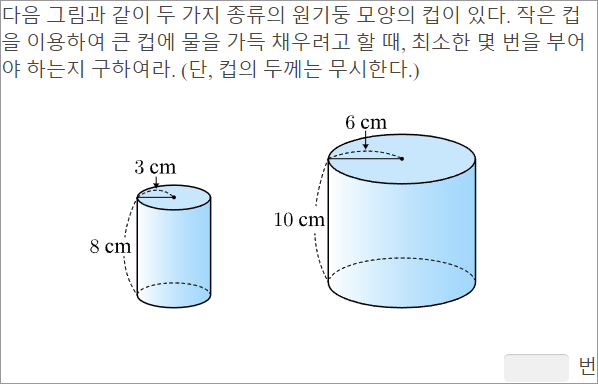 다음 그림과 같이 두 가지 종류의 원기둥 모양의 컵이 있다. 작은 컵
을 이용하여 큰 컵에 물을 가득 채우려고 할 때, 최소한 몇 번을 부어
야 하는지 구하여라. (단, 컵의 두께는 무시한다.)
6 cm
3 cm
10 cm
8 cm
번